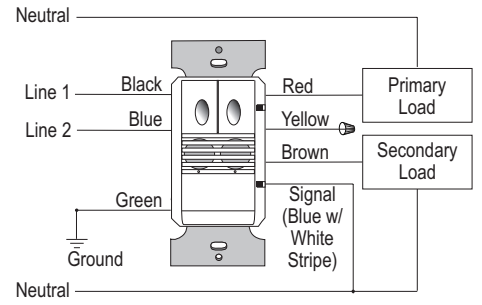 Neutral
Line 1
Black
Red
Primary
Load
Line 2
Blue
Yellow
Brown
Secondary
Load
Green
Signal
(Blue w/
White
Stripe)
Ground
Neutral